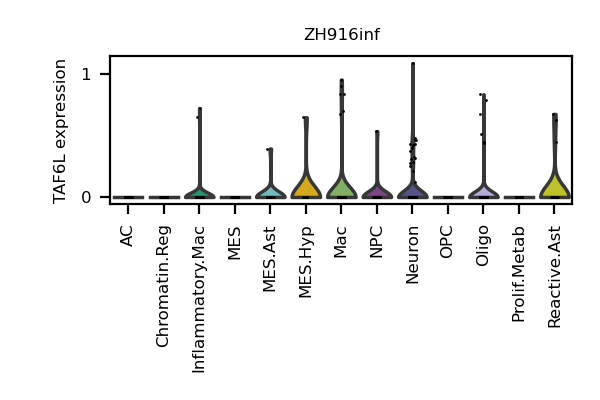 ZH916inf
TAF6L expression
1
0
AC
Chromatin.Reg
Inflammatory.Mac
MES
MES.Ast
MES.Hyp
Mac
NPC
Neuron
OPC
Oligo
Prolif.Metab
Reactive.Ast